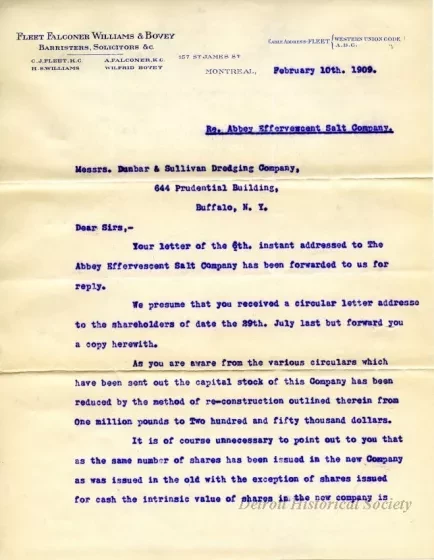 FLEET FALCONER WILLIAMS & BOVEY
BARRISTERS, SOLICITORS &C.
C.J. FLEET, K.C. A. FALCONER, K.C.
H.S. WILLIAMS WILFRID BOVEY
CABLE ADDRESS-FLEET { WESTERN UNION CODE
A.B.C. "
157 ST. JAMES ST
MONTREAL, February 10th. 1909.
Re. Abbey Effervescent Salt Company.
Messrs. Dunbar & Sullivan Dredging Company,
644 Prudential Building,
Buffalo, N. Y.
Dear Sirs,-
Your letter of the 6th. instant addressed to The
Abbey Effervescent Salt Company has been forwarded to us for
reply.
We presume that you received a circular letter addresse
to the shareholders of date the 29th. July last but forward you
a copy herewith.
As you are aware from the various circulars which
have been sent out the capital stock of this Company has been
reduced by the method of re-construction outlined therein from
One million pounds to Two hundred and fifty thousand dollars.
It is of course unnecessary to point out to you that
as the same number of shares has been issued in the new Company
as was issued in the old with the exception of shares issued
for cash the intrinsic value of shares in the new company is
Detroit Historical Society